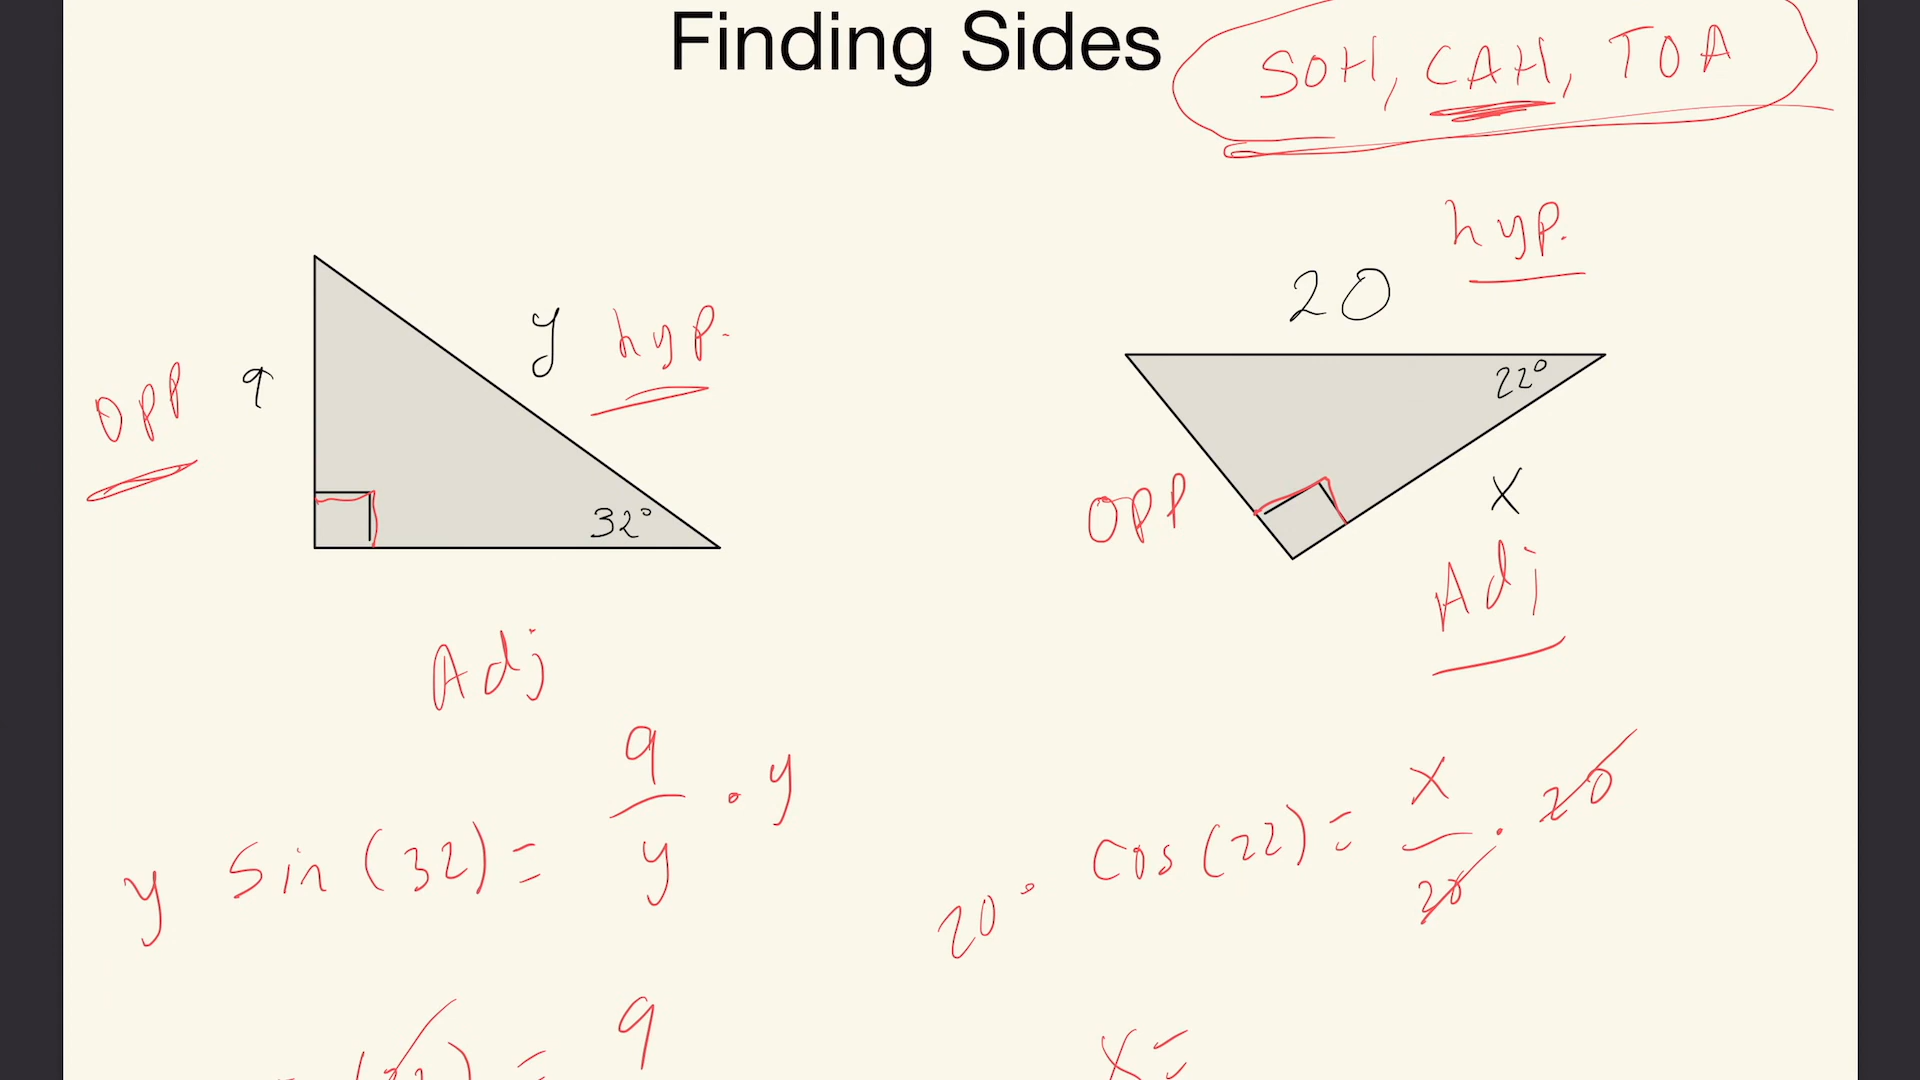 Finding Sides
SOH, CAH, TOA
hyp.
20
y hyp.
22°
OPP 9
OPP
x
32°
Adj
Adj
y sin(32) = 9/y · y
20 · cos(22) = x/20 · 20
= 9
x =